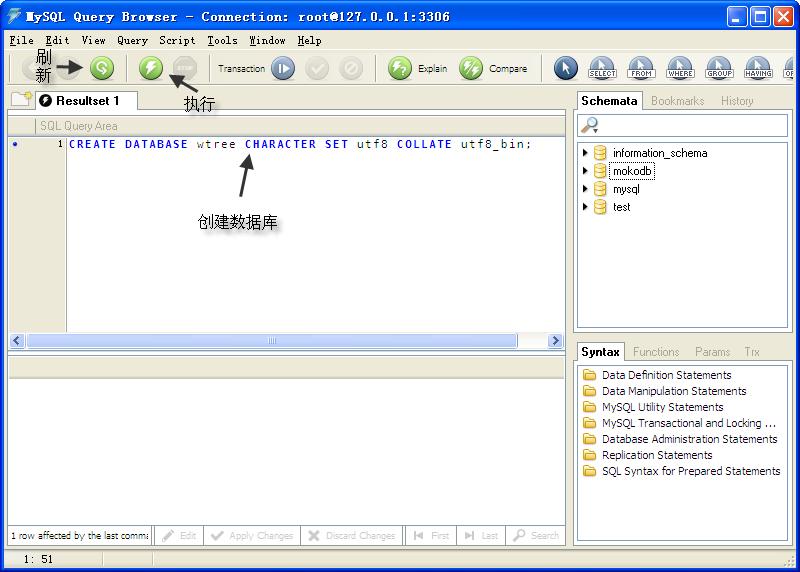 MySQL Query Browser - Connection: root@127.0.0.1:3306
File Edit View Query Script Tools Window Help
刷新
STOP
Transaction
Explain
Compare
SELECT FROM WHERE GROUP HAVING
执行
Resultset 1
SQL Query Area
1 CREATE DATABASE wtree CHARACTER SET utf8 COLLATE utf8_bin;
创建数据库
Schemata Bookmarks History
information_schema
mokodb
mysql
test
Syntax Functions Params Trx
Data Definition Statements
Data Manipulation Statements
MySQL Utility Statements
MySQL Transactional and Locking ...
Database Administration Statements
Replication Statements
SQL Syntax for Prepared Statements
1 row affected by the last comma Edit Apply Changes Discard Changes First Last Search
1: 51